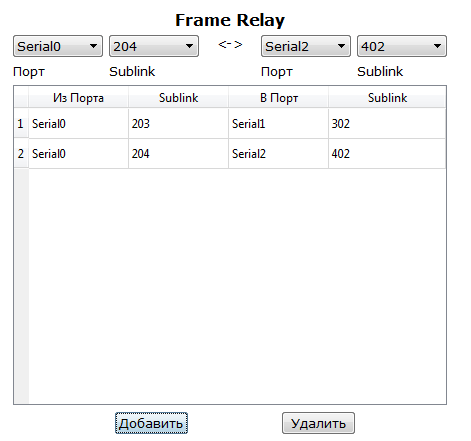 Frame Relay
Serial0 204 <-> Serial2 402
Порт Sublink Порт Sublink
Из Порта Sublink В Порт Sublink
1 Serial0 203 Serial1 302
2 Serial0 204 Serial2 402
Добавить Удалить